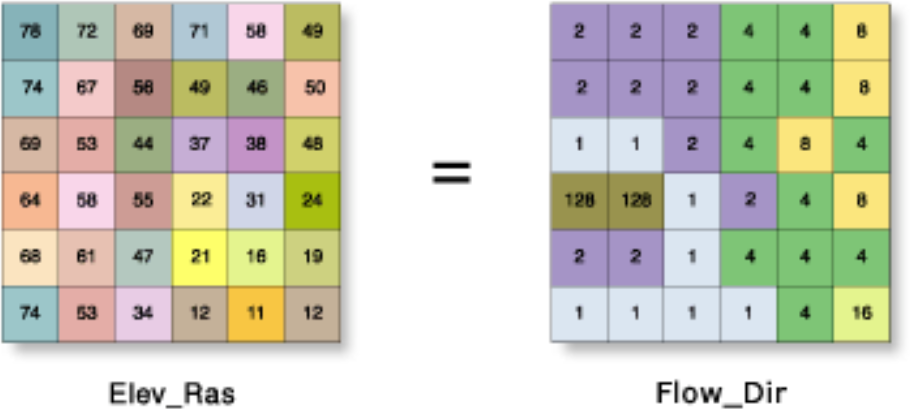 78 72 69 71 58 49 2 2 2 4 4 8
74 67 56 49 46 50 2 2 2 4 4 8
69 53 44 37 38 48 1 1 2 4 8 4
=
64 58 55 22 31 24 128 128 1 2 4 8
68 61 47 21 16 19 2 2 1 4 4 4
74 53 34 12 11 12 1 1 1 1 4 16
Elev_Ras Flow_Dir